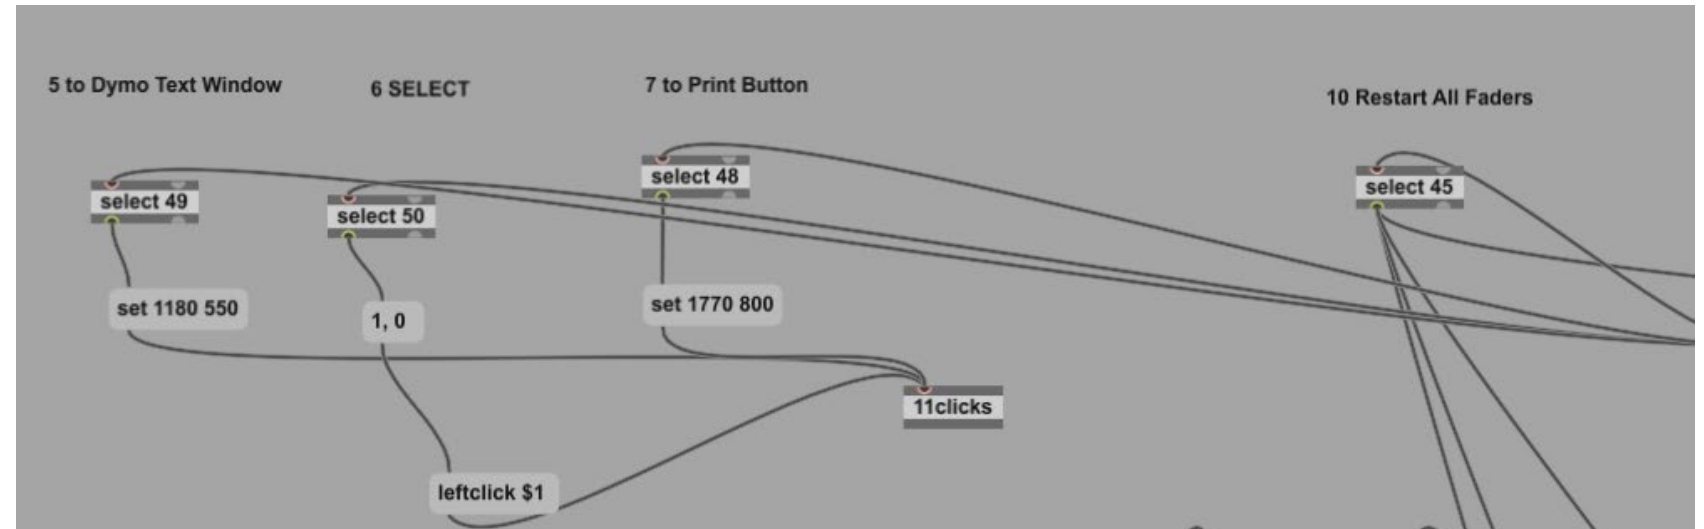 5 to Dymo Text Window
6 SELECT
7 to Print Button
10 Restart All Faders
select 49
select 50
select 48
select 45
set 1180 550
1, 0
set 1770 800
11clicks
leftclick $1